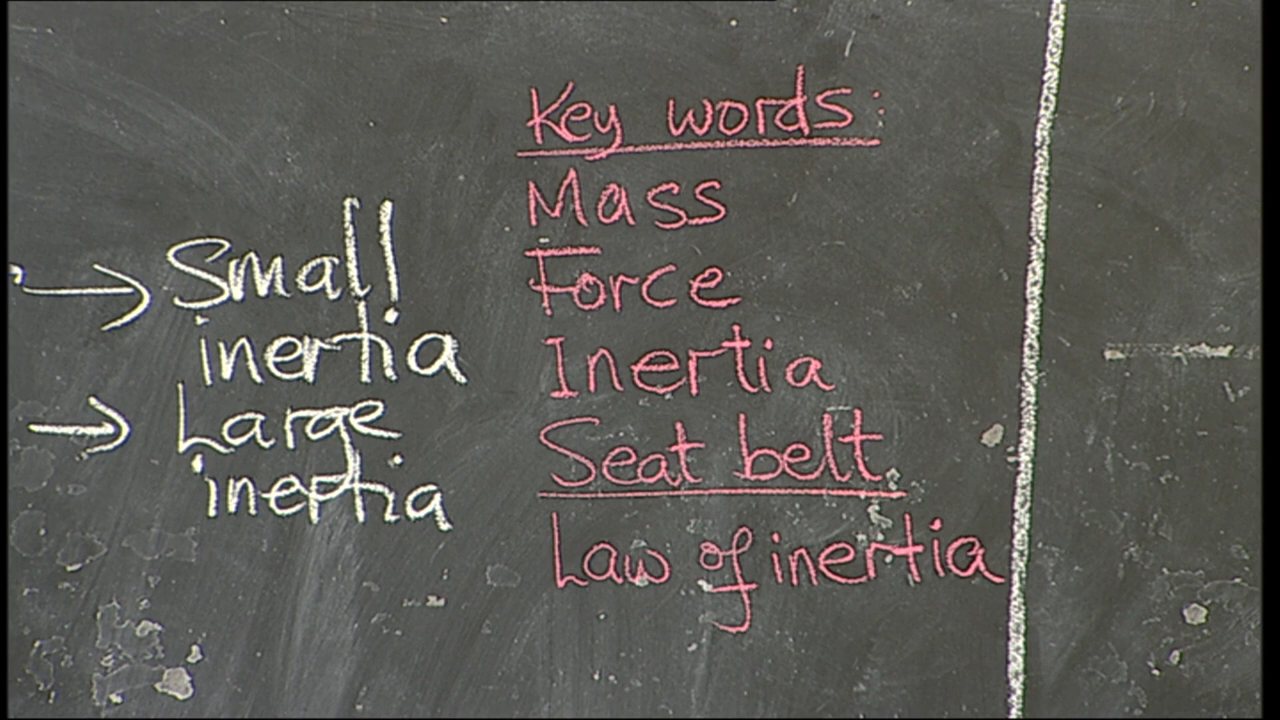 → Small
inertia
→ Large
inertia
Key words:
Mass
Force
Inertia
Seat belt
Law of inertia